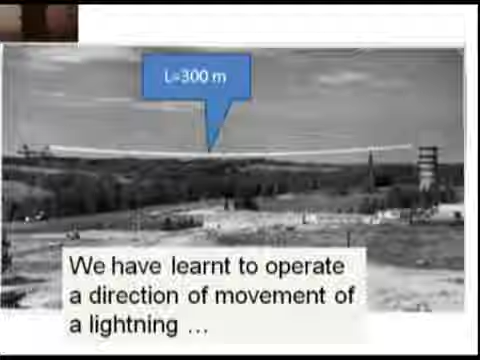 L=300 m
We have learnt to operate
a direction of movement of
a lightning ...